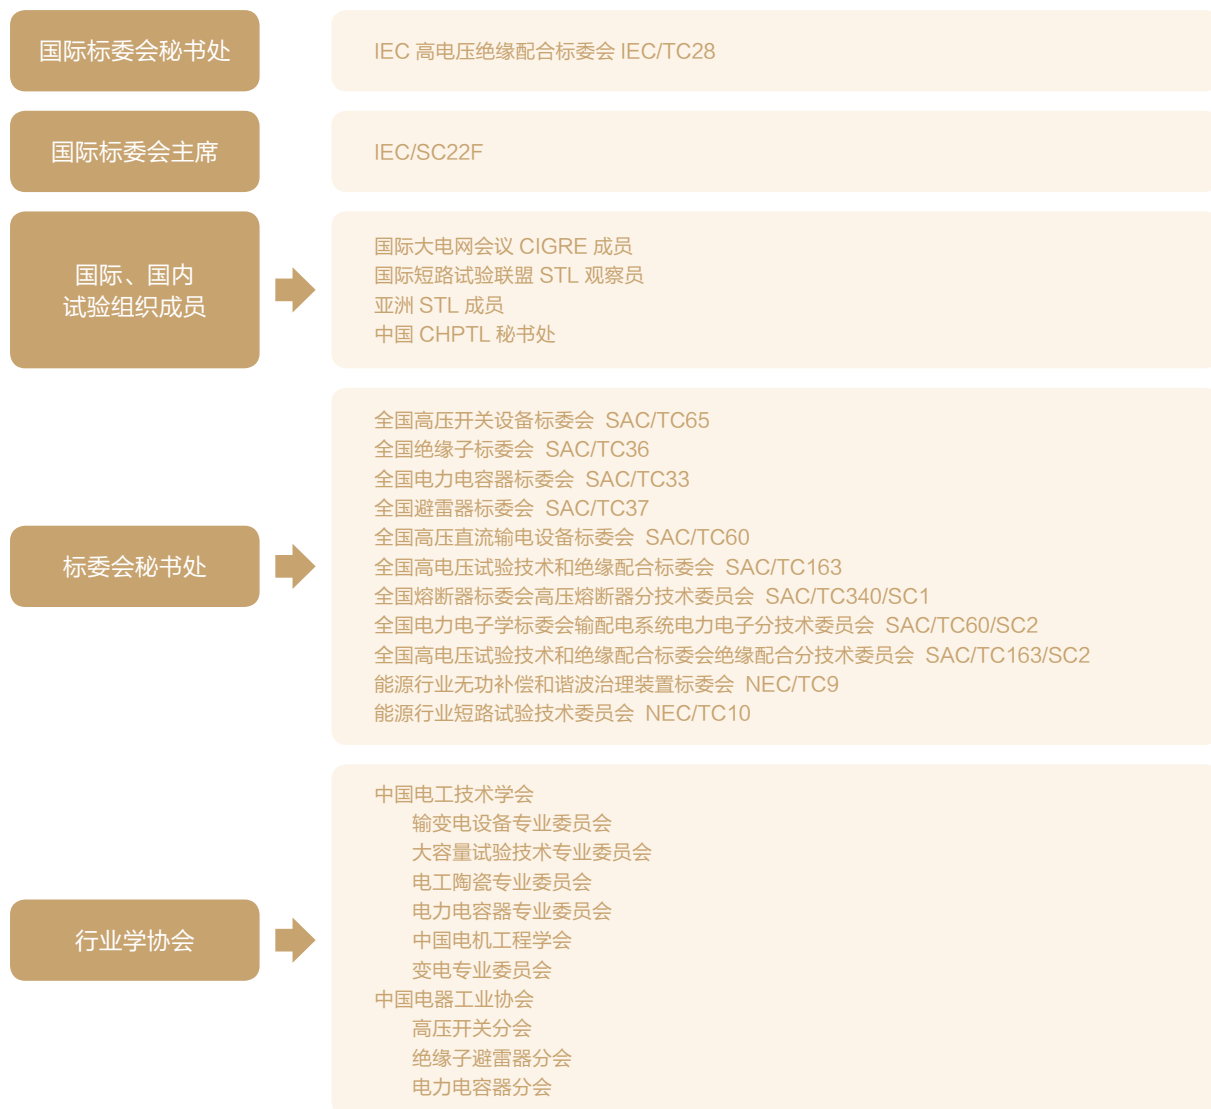 国际标委会秘书处
IEC 高电压绝缘配合标委会 IEC/TC28
国际标委会主席
IEC/SC22F
国际、国内
试验组织成员
国际大电网会议 CIGRE 成员
国际短路试验联盟 STL 观察员
亚洲 STL 成员
中国 CHPTL 秘书处
标委会秘书处
全国高压开关设备标委会 SAC/TC65
全国绝缘子标委会 SAC/TC36
全国电力电容器标委会 SAC/TC33
全国避雷器标委会 SAC/TC37
全国高压直流输电设备标委会 SAC/TC60
全国高电压试验技术和绝缘配合标委会 SAC/TC163
全国熔断器标委会高压熔断器分技术委员会 SAC/TC340/SC1
全国电力电子学标委会输配电系统电力电子分技术委员会 SAC/TC60/SC2
全国高电压试验技术和绝缘配合标委会绝缘配合分技术委员会 SAC/TC163/SC2
能源行业无功补偿和谐波治理装置标委会 NEC/TC9
能源行业短路试验技术委员会 NEC/TC10
行业学协会
中国电工技术学会
输变电设备专业委员会
大容量试验技术专业委员会
电工陶瓷专业委员会
电力电容器专业委员会
中国电机工程学会
变电专业委员会
中国电器工业协会
高压开关分会
绝缘子避雷器分会
电力电容器分会